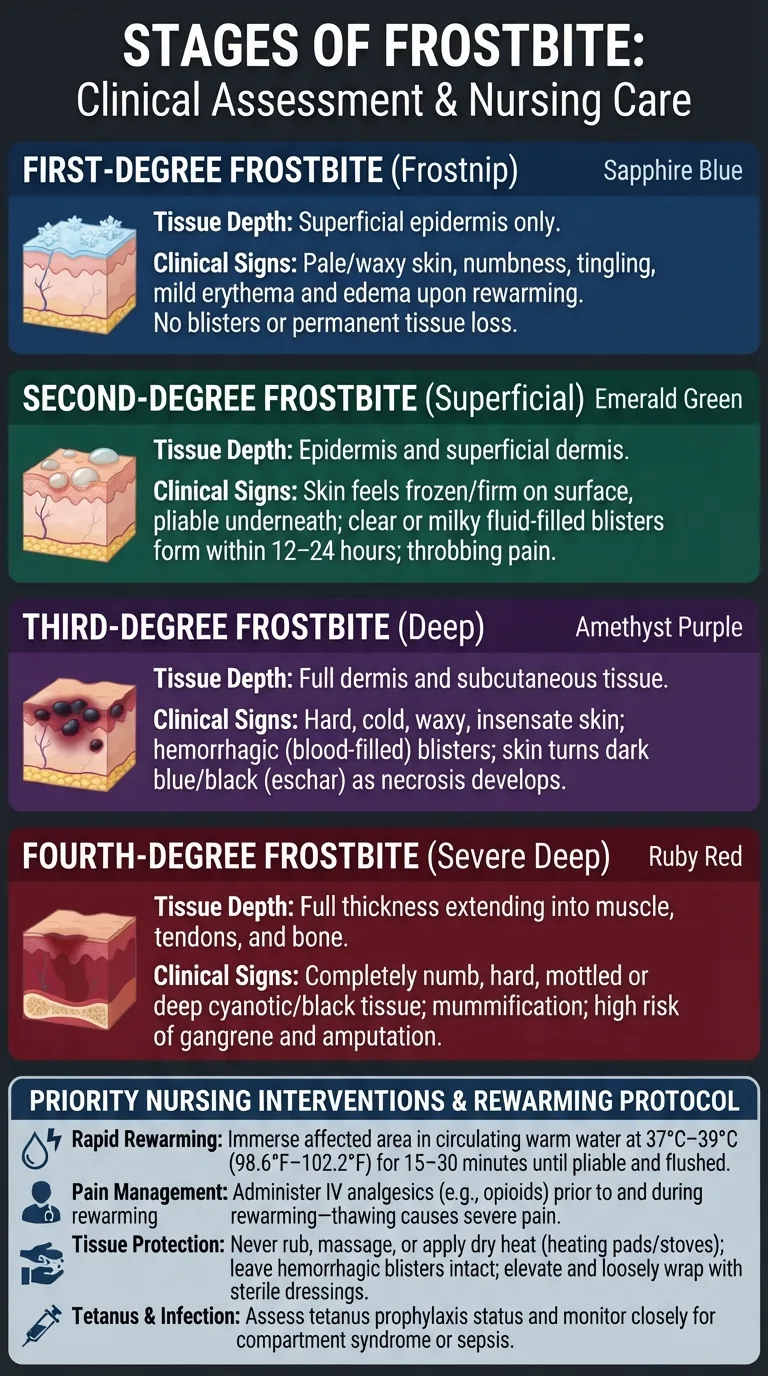 STAGES OF FROSTBITE:
Clinical Assessment & Nursing Care
FIRST-DEGREE FROSTBITE (Frostnip) Sapphire Blue
Tissue Depth: Superficial epidermis only.
Clinical Signs: Pale/waxy skin, numbness, tingling,
mild erythema and edema upon rewarming.
No blisters or permanent tissue loss.
SECOND-DEGREE FROSTBITE (Superficial) Emerald Green
Tissue Depth: Epidermis and superficial dermis.
Clinical Signs: Skin feels frozen/firm on surface,
pliable underneath; clear or milky fluid-filled blisters
form within 12–24 hours; throbbing pain.
THIRD-DEGREE FROSTBITE (Deep) Amethyst Purple
Tissue Depth: Full dermis and subcutaneous tissue.
Clinical Signs: Hard, cold, waxy, insensate skin;
hemorrhagic (blood-filled) blisters; skin turns dark
blue/black (eschar) as necrosis develops.
FOURTH-DEGREE FROSTBITE (Severe Deep) Ruby Red
Tissue Depth: Full thickness extending into muscle,
tendons, and bone.
Clinical Signs: Completely numb, hard, mottled or
deep cyanotic/black tissue; mummification; high risk
of gangrene and amputation.
PRIORITY NURSING INTERVENTIONS & REWARMING PROTOCOL
Rapid Rewarming: Immerse affected area in circulating warm water at 37°C–39°C
(98.6°F–102.2°F) for 15–30 minutes until pliable and flushed.
Pain Management: Administer IV analgesics (e.g., opioids) prior to and during
rewarming rewarming—thawing causes severe pain.
Tissue Protection: Never rub, massage, or apply dry heat (heating pads/stoves);
leave hemorrhagic blisters intact; elevate and loosely wrap with
sterile dressings.
Tetanus & Infection: Assess tetanus prophylaxis status and monitor closely for
compartment syndrome or sepsis.